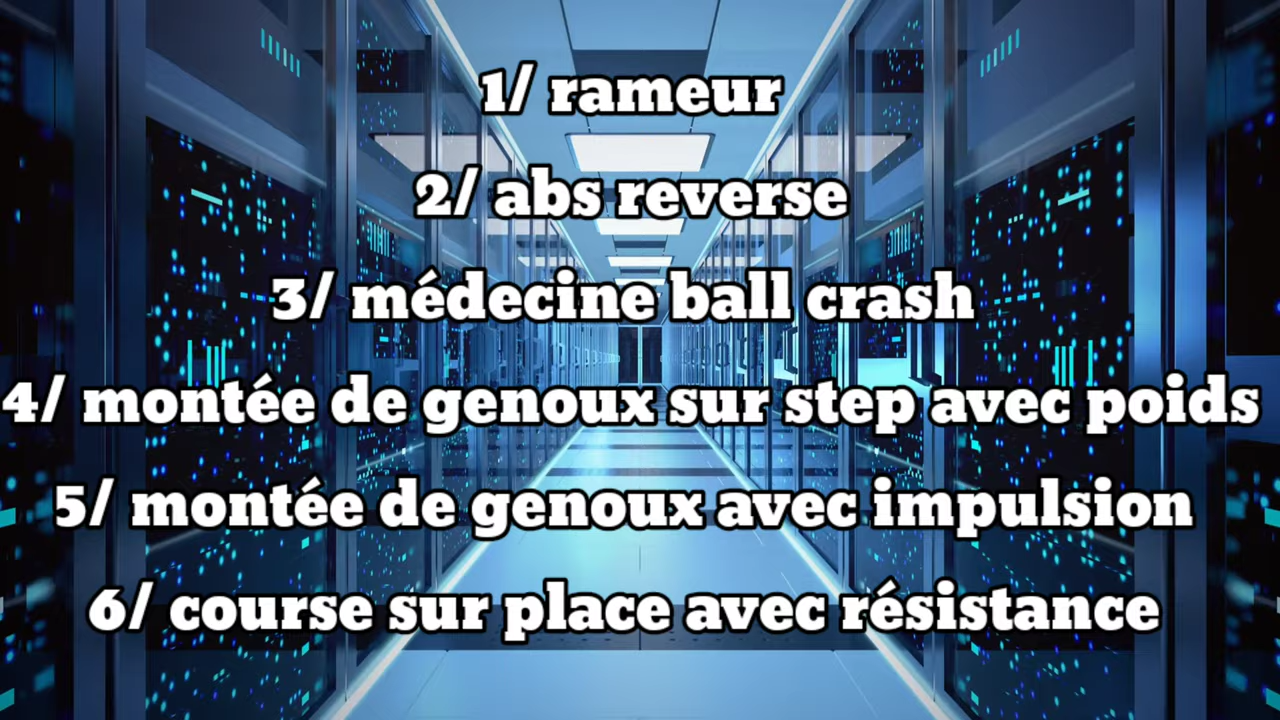 1/ rameur
2/ abs reverse
3/ médecine ball crash
4/ montée de genoux sur step avec poids
5/ montée de genoux avec impulsion
6/ course sur place avec résistance